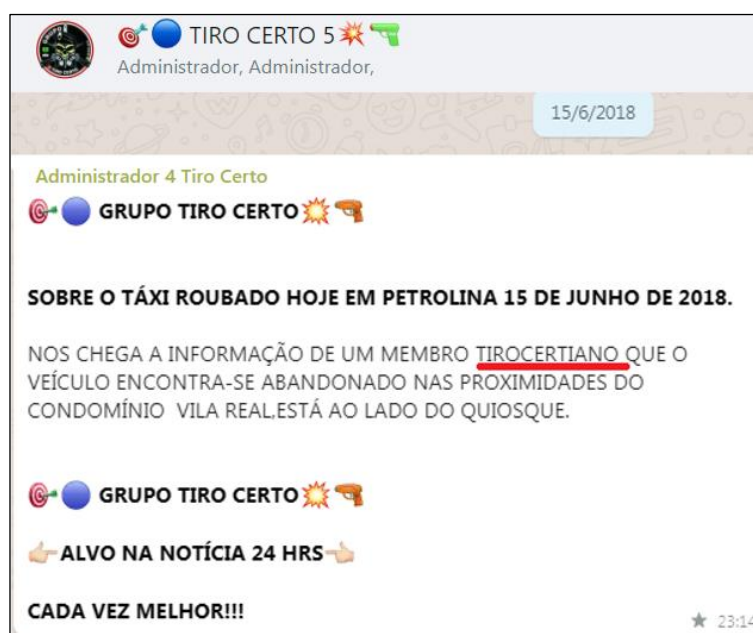 TIRO CERTO 5
Administrador, Administrador,
15/6/2018
Administrador 4 Tiro Certo
GRUPO TIRO CERTO
SOBRE O TÁXI ROUBADO HOJE EM PETROLINA 15 DE JUNHO DE 2018.
NOS CHEGA A INFORMAÇÃO DE UM MEMBRO TIROCERTIANO QUE O
VEÍCULO ENCONTRA-SE ABANDONADO NAS PROXIMIDADES DO
CONDOMÍNIO VILA REAL,ESTÁ AO LADO DO QUIOSQUE.
GRUPO TIRO CERTO
ALVO NA NOTÍCIA 24 HRS
CADA VEZ MELHOR!!!
23:14